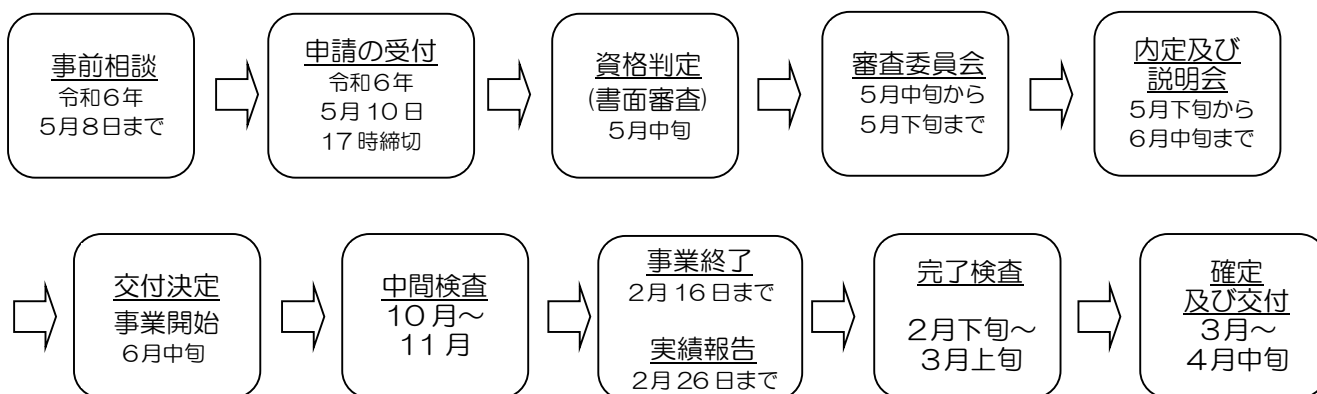 事前相談
令和６年
５月８日まで
申請の受付
令和６年
５月10日
17時締切
資格判定
(書面審査)
５月中旬
審査委員会
５月中旬から
５月下旬まで
内定及び
説明会
５月下旬から
６月中旬まで
交付決定
事業開始
６月中旬
中間検査
10月～
11月
事業終了
２月16日まで
実績報告
２月26日まで
完了検査
２月下旬～
３月上旬
確定
及び交付
３月～
４月中旬